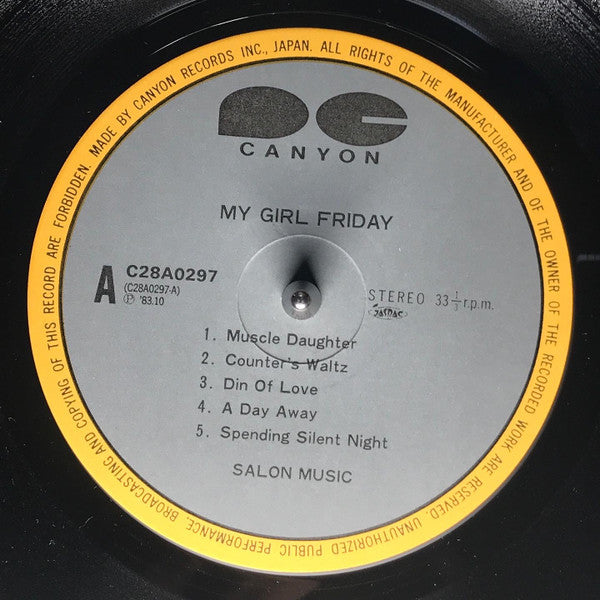 MADE BY CANYON RECORDS INC., JAPAN. ALL RIGHTS OF THE MANUFACTURER AND OF THE OWNER OF THE RECORDED WORK ARE RESERVED. UNAUTHORIZED PUBLIC PERFORMANCE, BROADCASTING AND COPYING OF THIS RECORD ARE FORBIDDEN.
CANYON
MY GIRL FRIDAY
A
C28A0297
(C28A0297-A)
Ⓟ '83.10
STEREO 33⅓r.p.m.
JASRAC
1. Muscle Daughter
2. Counter's Waltz
3. Din Of Love
4. A Day Away
5. Spending Silent Night
SALON MUSIC